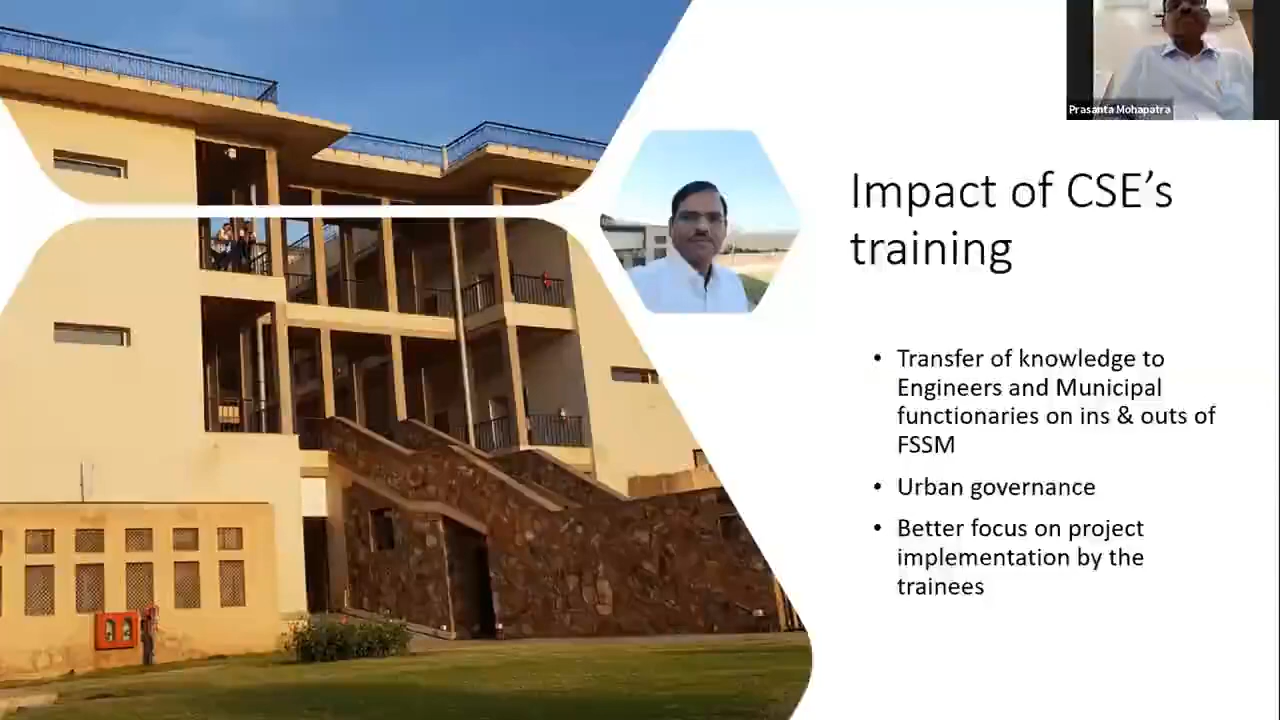 Prasanta Mohapatra
Impact of CSE’s
training
• Transfer of knowledge to
Engineers and Municipal
functionaries on ins & outs of
FSSM
• Urban governance
• Better focus on project
implementation by the
trainees